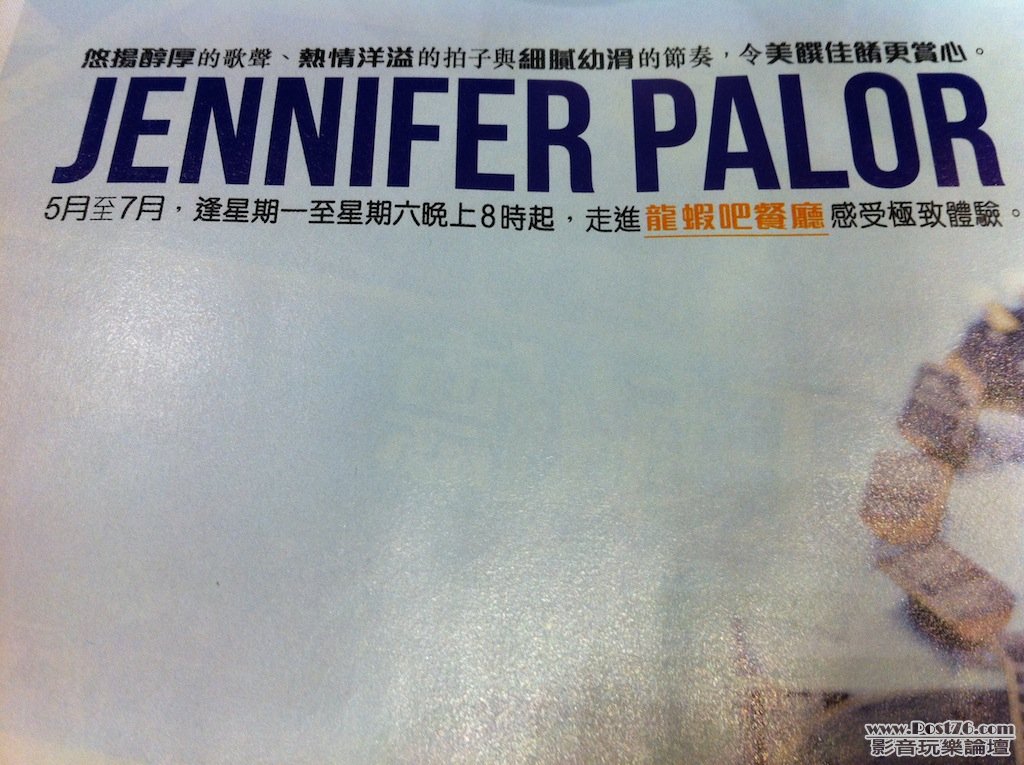 悠揚醇厚的歌聲、熱情洋溢的拍子與細膩幼滑的節奏，令美饌佳餚更賞心。
JENNIFER PALOR
5月至7月，逢星期一至星期六晚上8時起，走進龍蝦吧餐廳感受極致體驗。
www.Post76.com
影音玩樂論壇